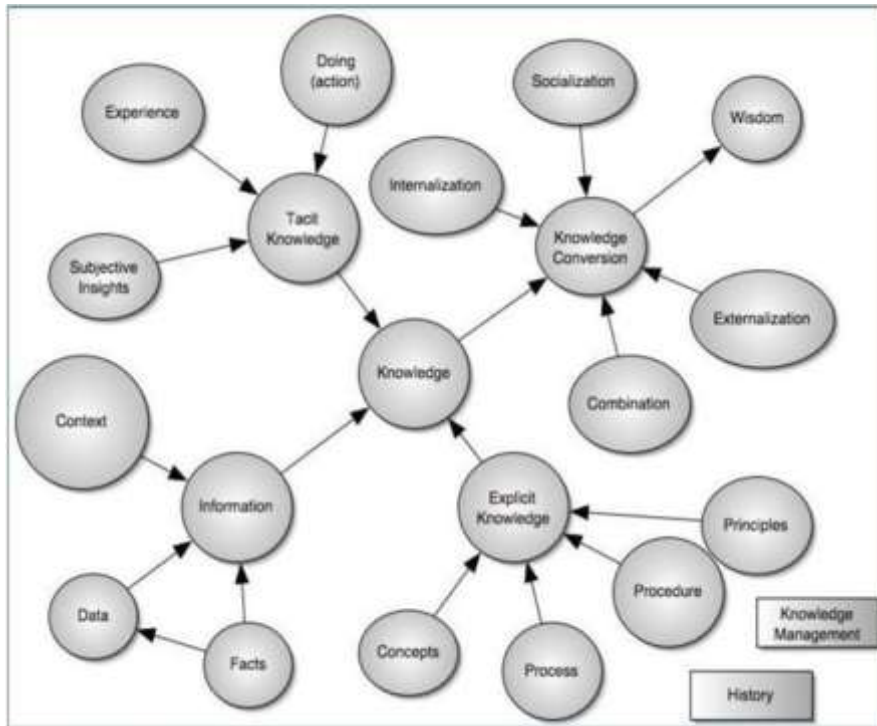 Doing
(action)
Socialization
Experience
Wisdom
Internalization
Tacit
Knowledge
Knowledge
Conversion
Subjective
Insights
Externalization
Knowledge
Combination
Context
Information
Explicit
Knowledge
Principles
Procedure
Data
Knowledge
Management
Facts
Concepts
Process
History